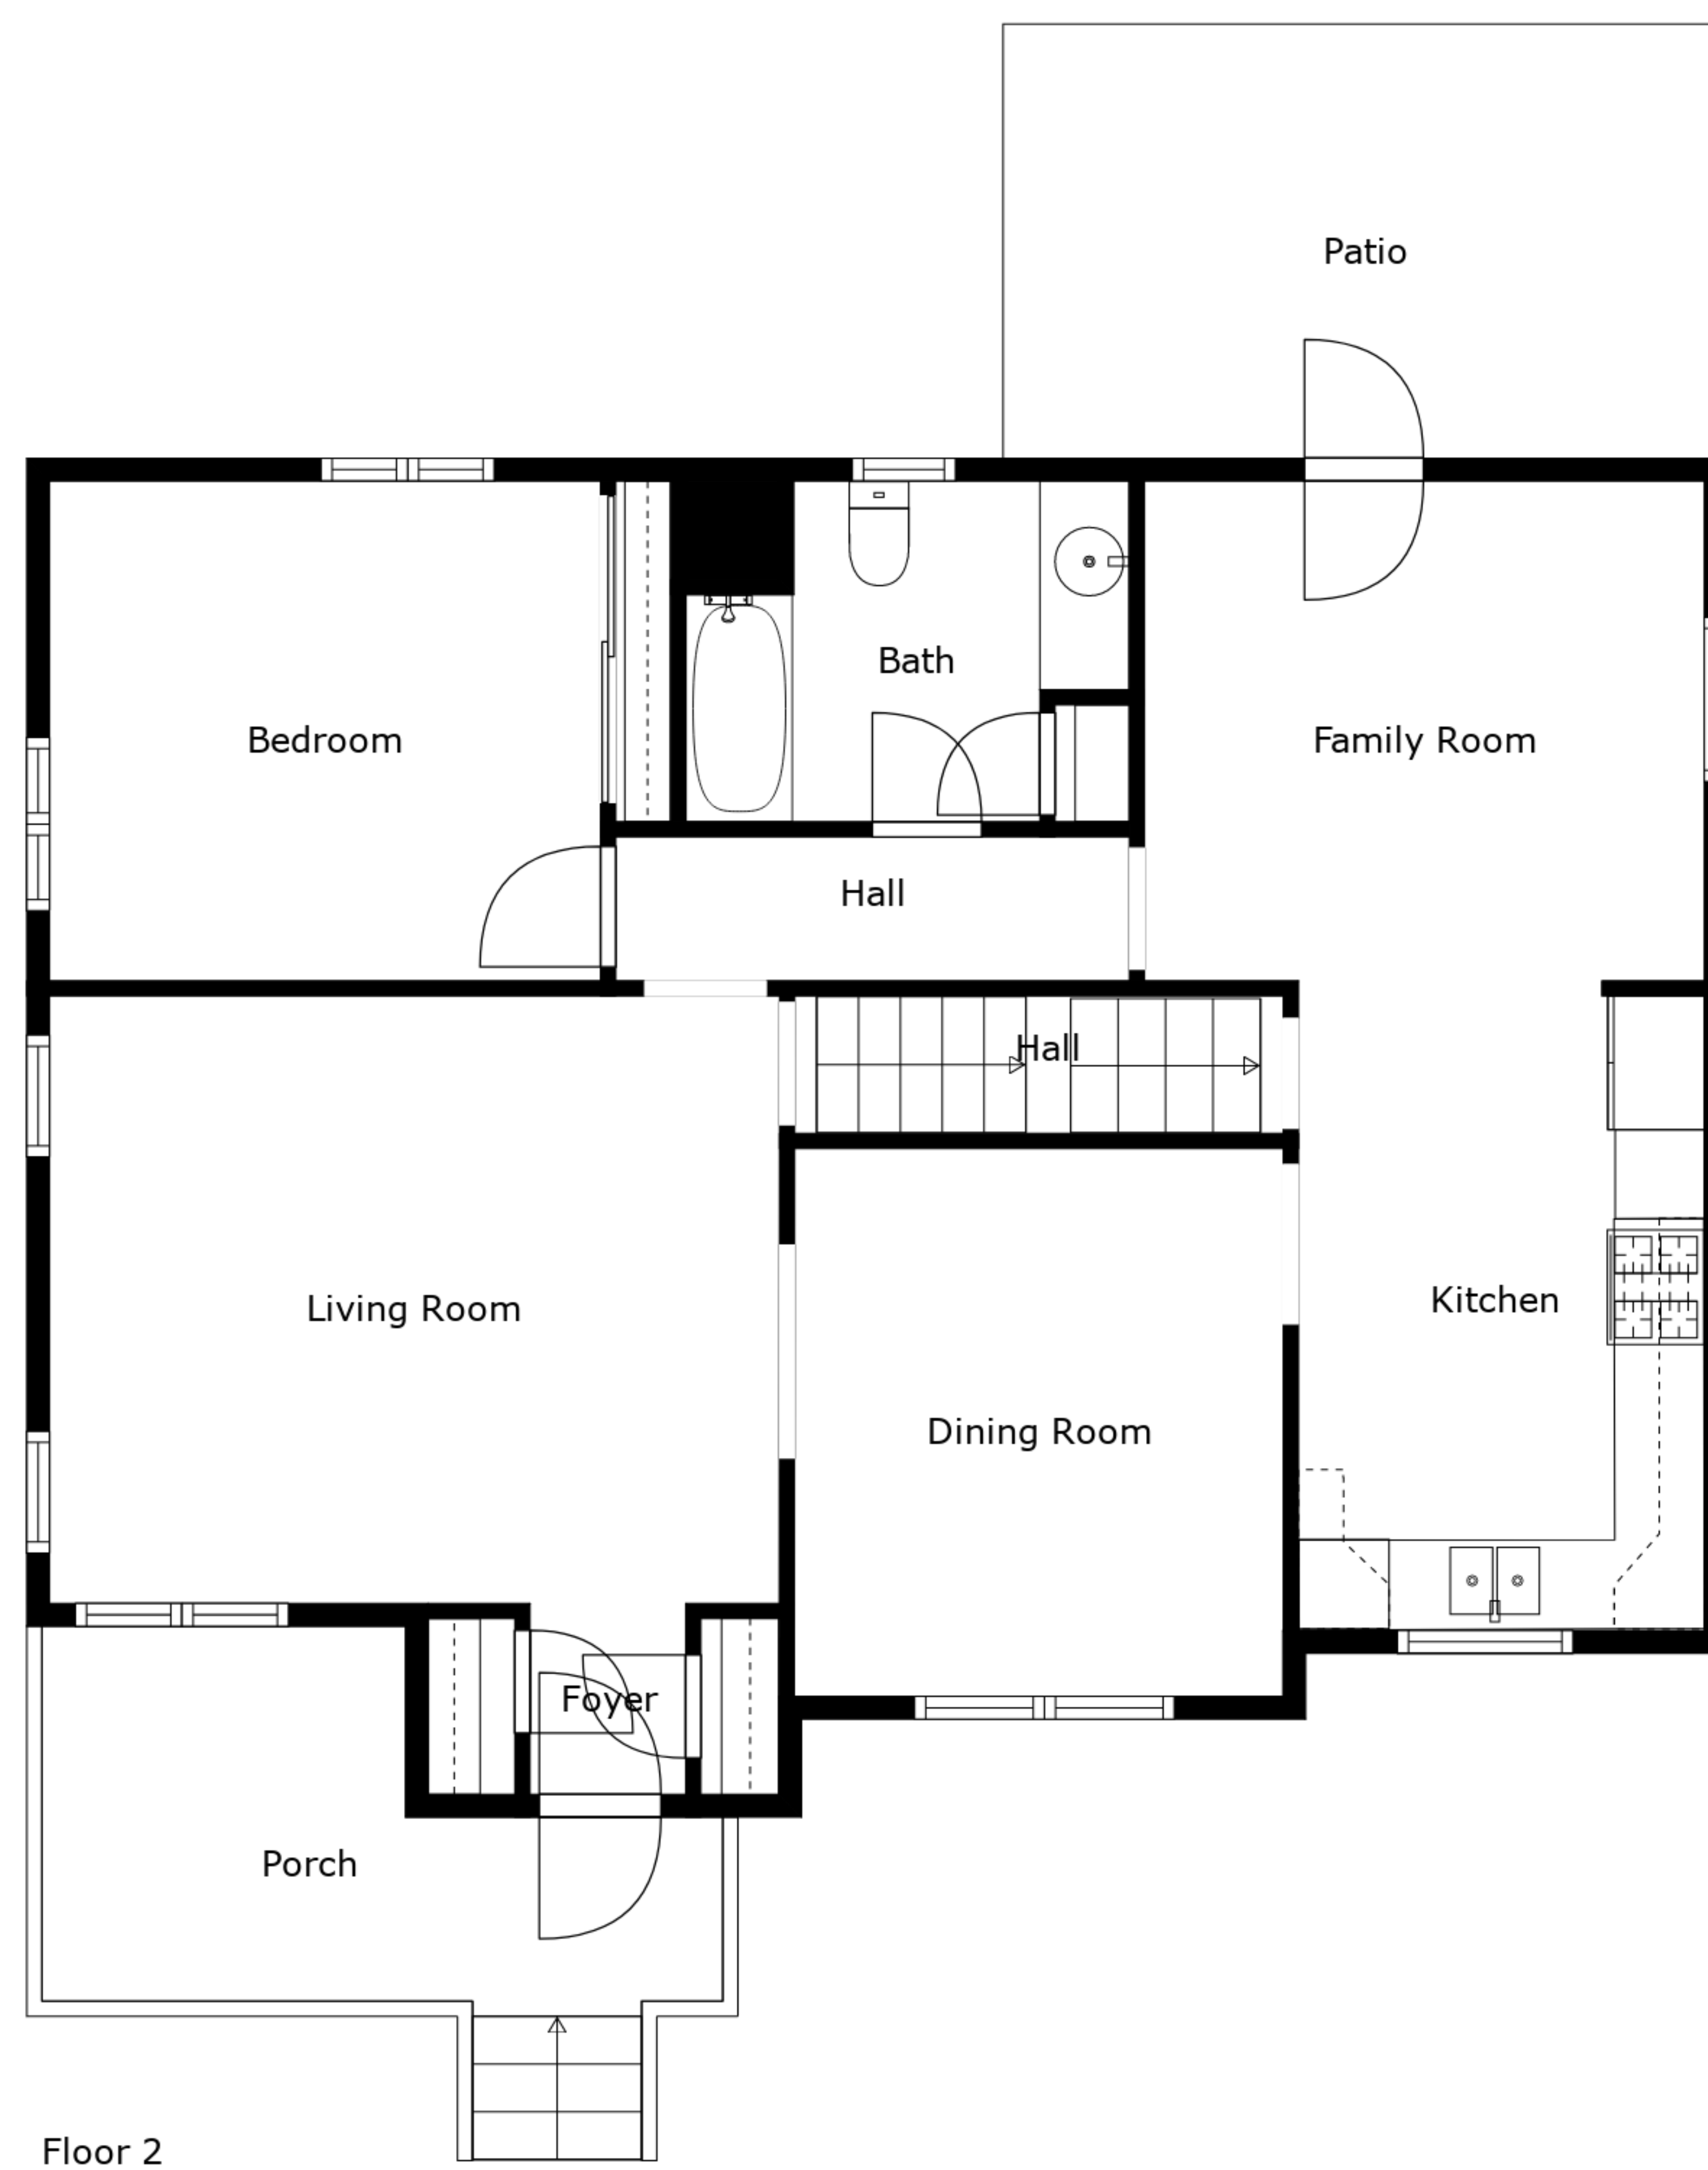 Patio
Bath
Bedroom
Family Room
Hall
Hall
Living Room
Kitchen
Dining Room
Foyer
Porch
Floor 2